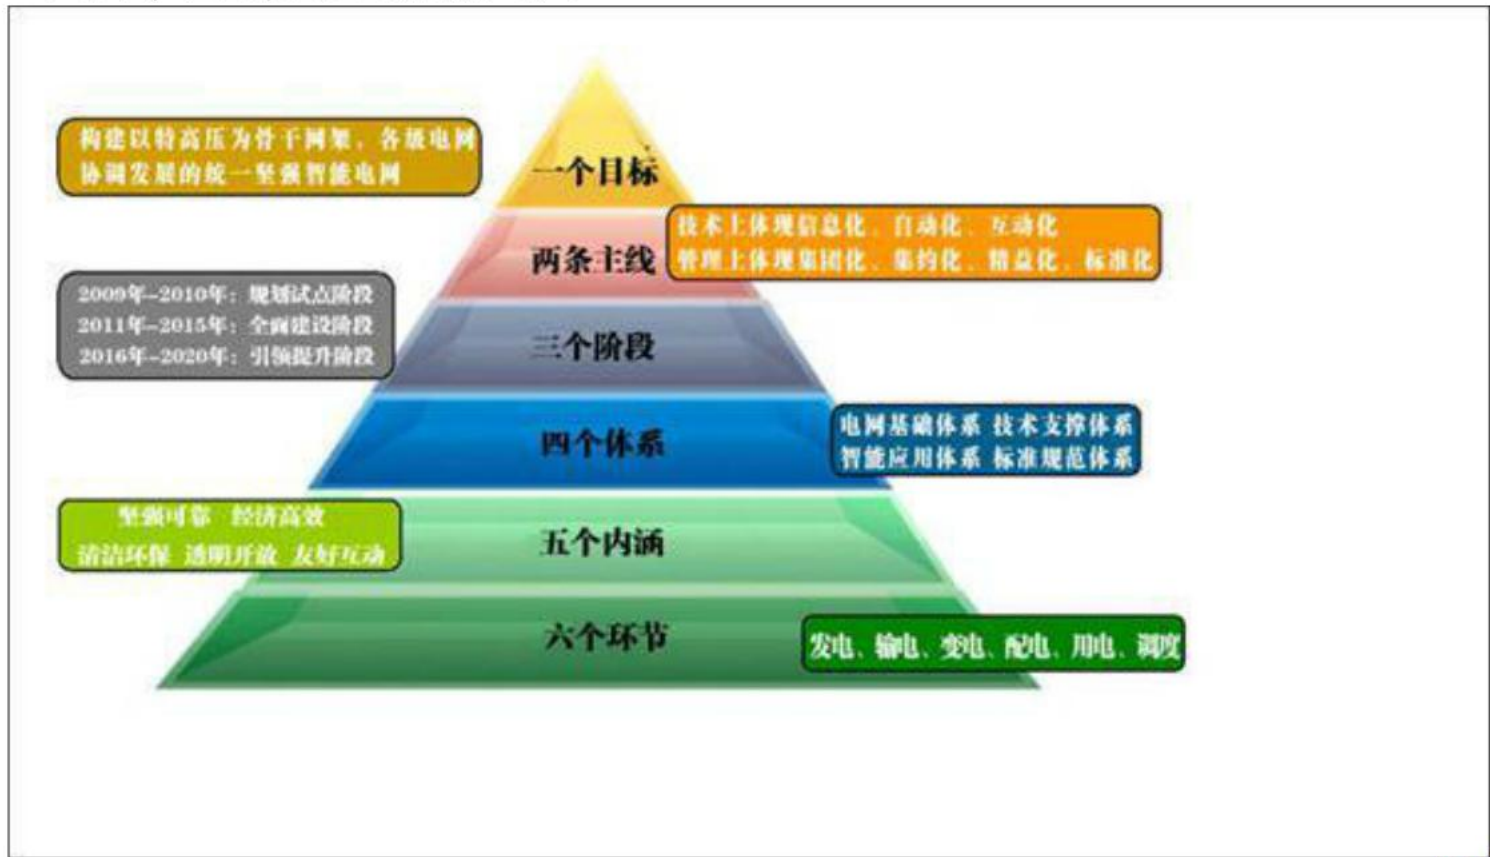 构建以特高压为骨干网架，各级电网
协调发展的统一坚强智能电网
一个目标
技术上体现信息化、自动化、互动化
管理上体现集团化、集约化、精益化、标准化
两条主线
2009年-2010年：规划试点阶段
2011年-2015年：全面建设阶段
2016年-2020年：引领提升阶段
三个阶段
电网基础体系 技术支撑体系
智能应用体系 标准规范体系
四个体系
坚强可靠 经济高效
清洁环保 透明开放 友好互动
五个内涵
六个环节
发电、输电、变电、配电、用电、调度